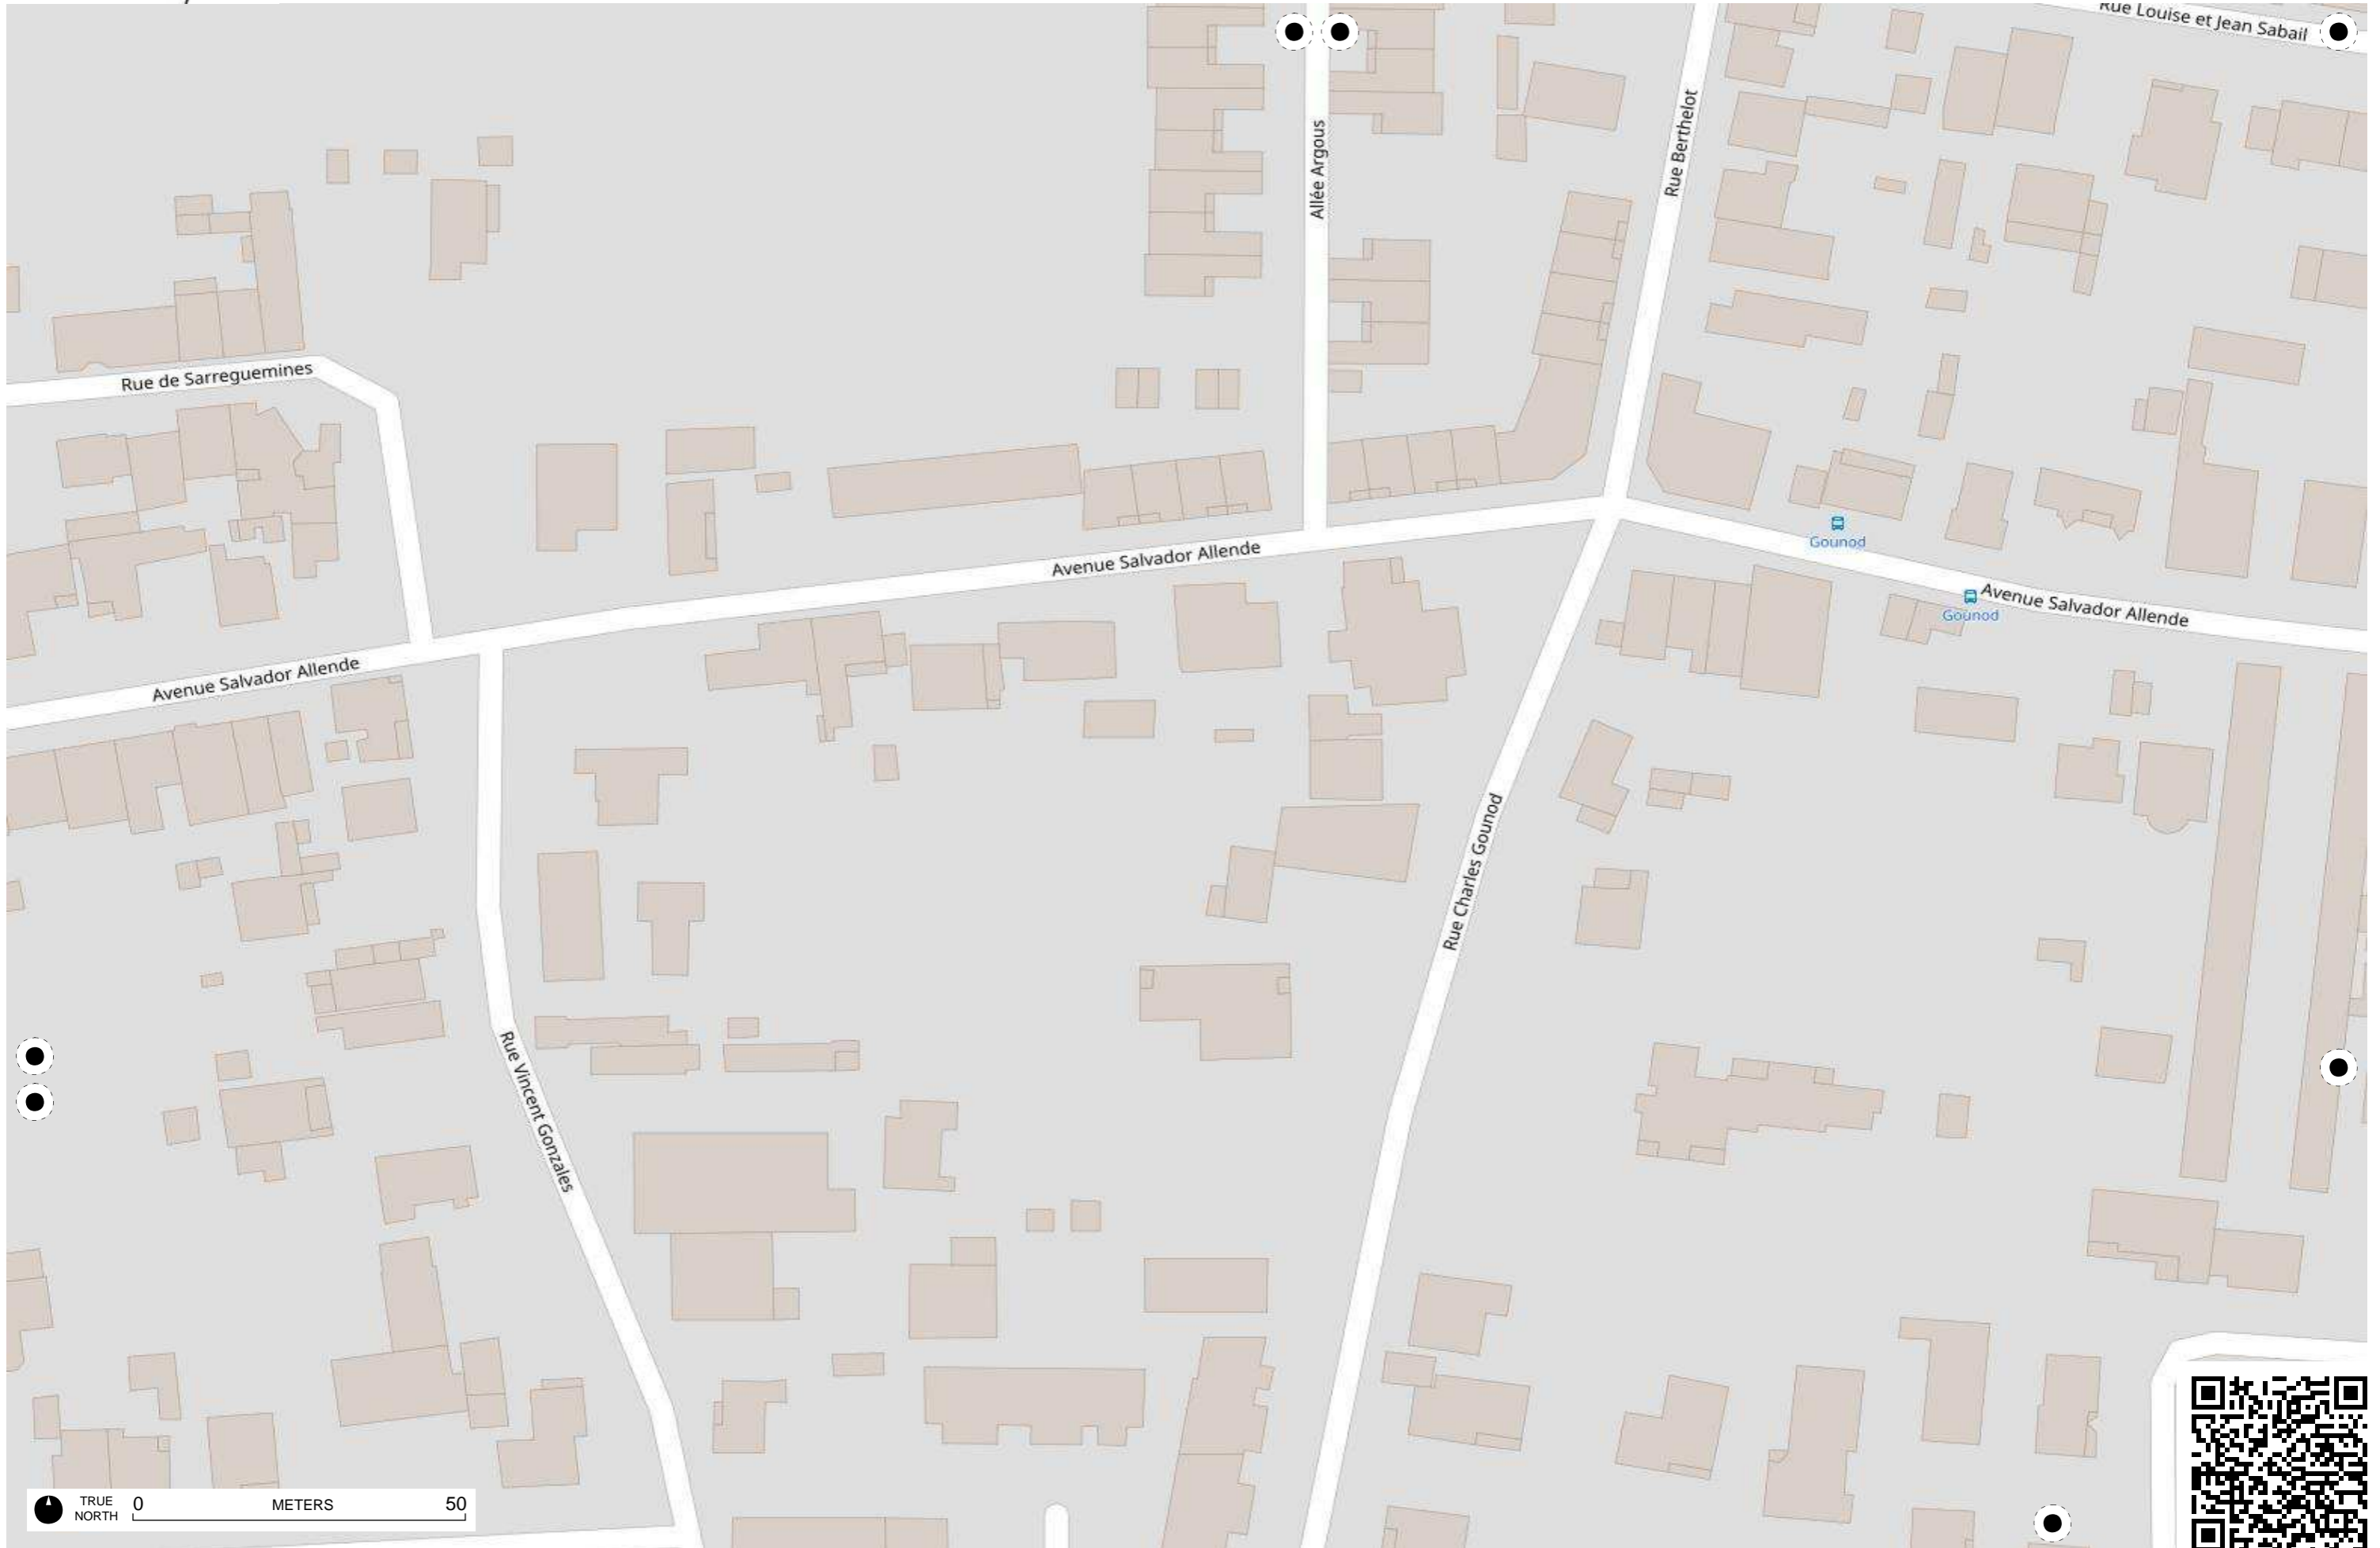 Rue Louise et Jean Sabail
Allée Argous
Rue Berthelot
Rue de Sarreguemines
Gounod
Avenue Salvador Allende
Gounod
Avenue Salvador Allende
Avenue Salvador Allende
Rue Charles Gounod
Rue Vincent Gonzales
TRUE NORTH 0 METERS 50